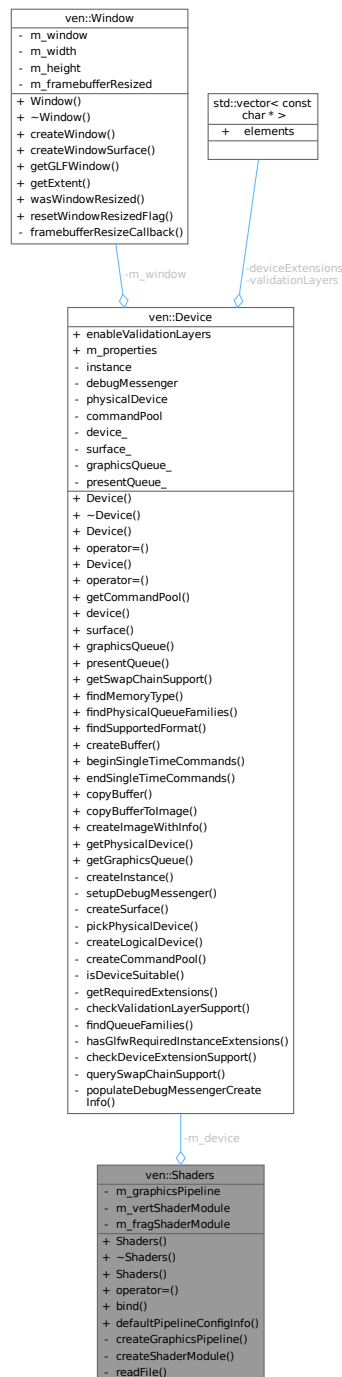 ven::Window
- m_window
- m_width
- m_height
- m_framebufferResized
+ Window()
+ ~Window()
+ createWindow()
+ createWindowSurface()
+ getGLFWindow()
+ getExtent()
+ wasWindowResized()
+ resetWindowResizedFlag()
- framebufferResizeCallback()
std::vector< const
char * >
+ elements
-m_window
-deviceExtensions
-validationLayers
ven::Device
+ enableValidationLayers
+ m_properties
- instance
- debugMessenger
- physicalDevice
- commandPool
- device_
- surface_
- graphicsQueue_
- presentQueue_
+ Device()
+ ~Device()
+ Device()
+ operator=()
+ Device()
+ operator=()
+ getCommandPool()
+ device()
+ surface()
+ graphicsQueue()
+ presentQueue()
+ getSwapChainSupport()
+ findMemoryType()
+ findPhysicalQueueFamilies()
+ findSupportedFormat()
+ createBuffer()
+ beginSingleTimeCommands()
+ endSingleTimeCommands()
+ copyBuffer()
+ copyBufferToImage()
+ createImageWithInfo()
+ getPhysicalDevice()
+ getGraphicsQueue()
- createInstance()
- setupDebugMessenger()
- createSurface()
- pickPhysicalDevice()
- createLogicalDevice()
- createCommandPool()
- isDeviceSuitable()
- getRequiredExtensions()
- checkValidationLayerSupport()
- findQueueFamilies()
- hasGlfwRequiredInstanceExtensions()
- checkDeviceExtensionSupport()
- querySwapChainSupport()
- populateDebugMessengerCreate
Info()
-m_device
ven::Shaders
- m_graphicsPipeline
- m_vertShaderModule
- m_fragShaderModule
+ Shaders()
+ ~Shaders()
+ Shaders()
+ operator=()
+ bind()
+ defaultPipelineConfigInfo()
- createGraphicsPipeline()
- createShaderModule()
- readFile()